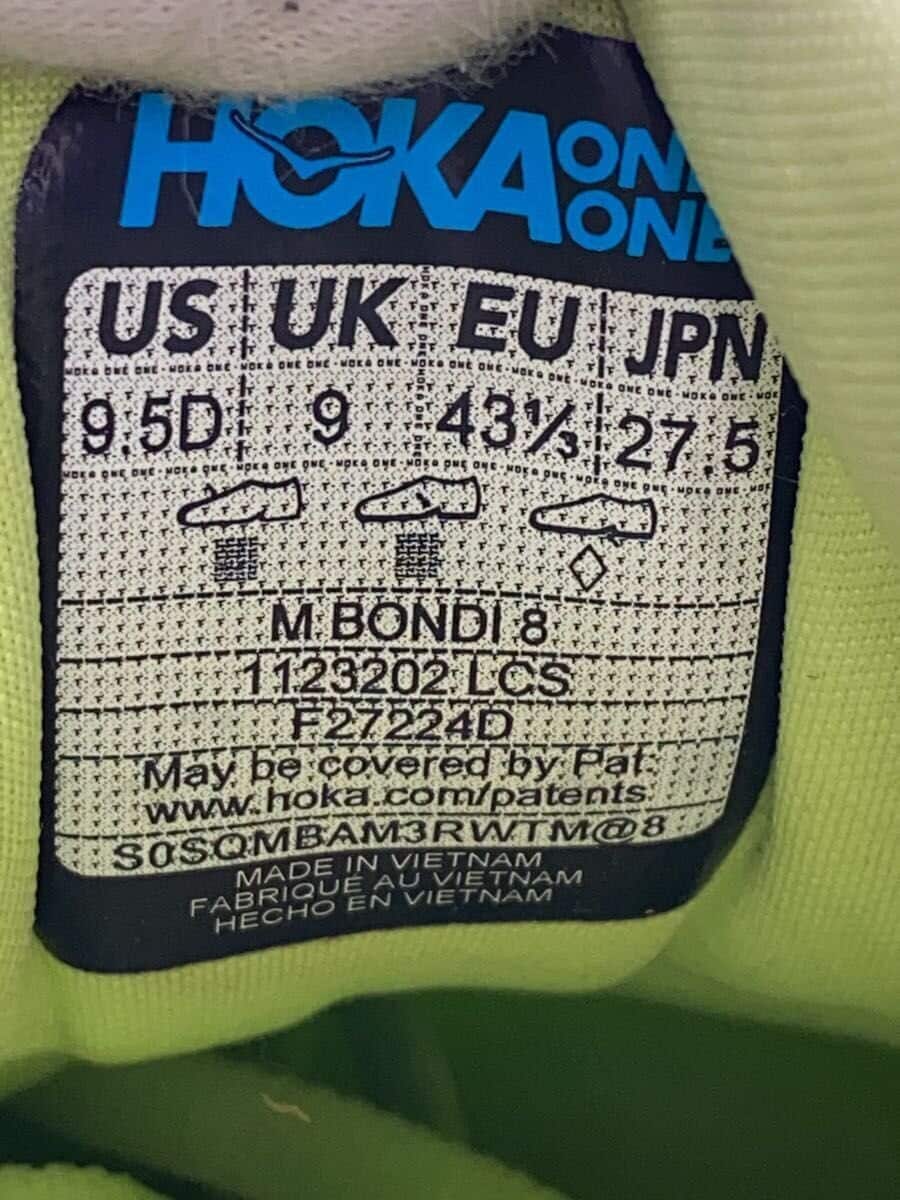 HOKA ONE ONE
US UK EU JPN
9.5D 9 43⅓ 27.5
M BONDI 8
1123202 LCS
F27224D
May be covered by Pat.
www.hoka.com/patents
S0SQMBAM3RWTM@8
MADE IN VIETNAM
FABRIQUÉ AU VIETNAM
HECHO EN VIETNAM